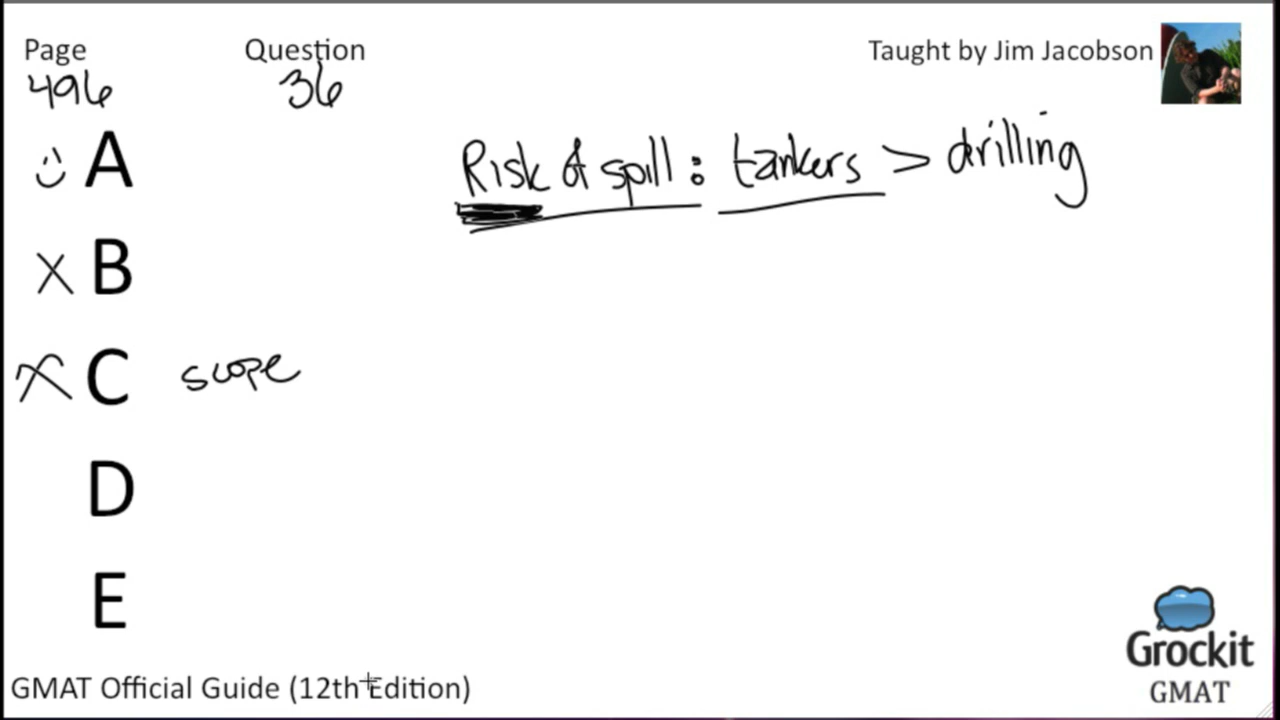 Page Question Taught by Jim Jacobson
496 36
A Risk of spill : tankers > drilling
X B
X C scope
D
E
Grockit
GMAT
GMAT Official Guide (12th Edition)